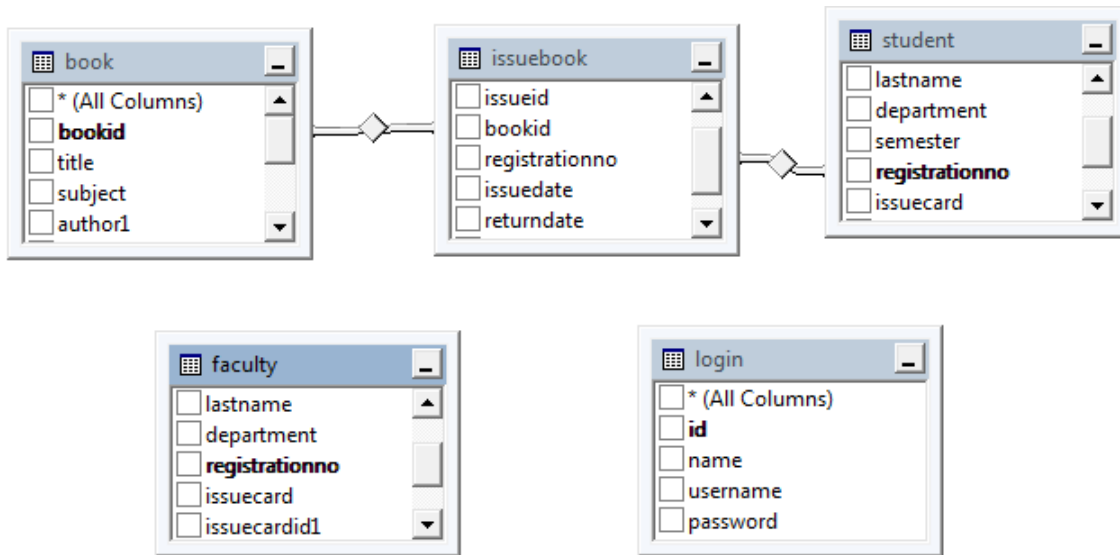 book
* (All Columns)
bookid
title
subject
author1
issuebook
issueid
bookid
registrationno
issuedate
returndate
student
lastname
department
semester
registrationno
issuecard
faculty
lastname
department
registrationno
issuecard
issuecardid1
login
* (All Columns)
id
name
username
password